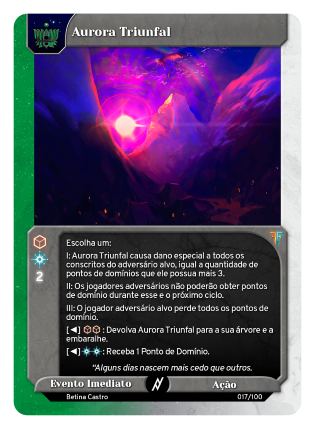 Aurora Triunfal
Escolha um:
I: Aurora Triunfal causa dano especial a todos os
conscritos do adversário alvo, igual a quantidade de
pontos de domínios que ele possua mais 3.
II: Os jogadores adversários não poderão obter pontos
de domínio durante esse e o próximo ciclo.
III: O jogador adversário alvo perde todos os pontos de
domínio.
2
[◄] : Devolva Aurora Triunfal para a sua árvore e a
embaralhe.
[◄] : Receba 1 Ponto de Domínio.
"Alguns dias nascem mais cedo que outros.
Evento Imediato Ação
Betina Castro 017/100